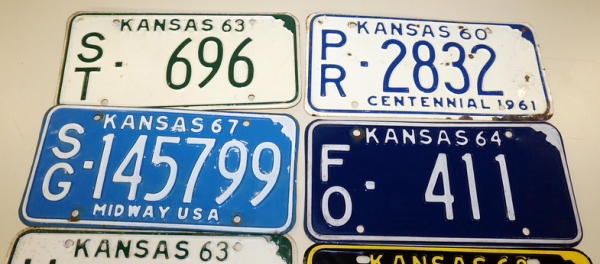 KANSAS 63
ST · 696
KANSAS 60
PR · 2832
CENTENNIAL 1961
KANSAS 67
SG · 145799
MIDWAY USA
KANSAS 64
FO · 411
KANSAS 63
KANSAS